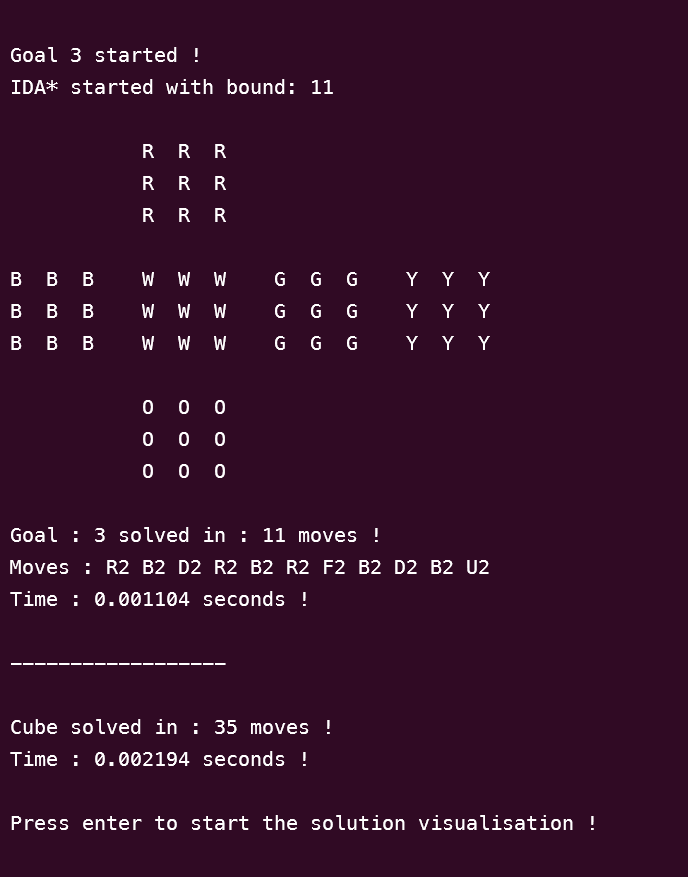 Goal 3 started !
IDA* started with bound: 11
R R R
R R R
R R R
B B B W W W G G G Y Y Y
B B B W W W G G G Y Y Y
B B B W W W G G G Y Y Y
O O O
O O O
O O O
Goal : 3 solved in : 11 moves !
Moves : R2 B2 D2 R2 B2 R2 F2 B2 D2 B2 U2
Time : 0.001104 seconds !
------------------
Cube solved in : 35 moves !
Time : 0.002194 seconds !
Press enter to start the solution visualisation !